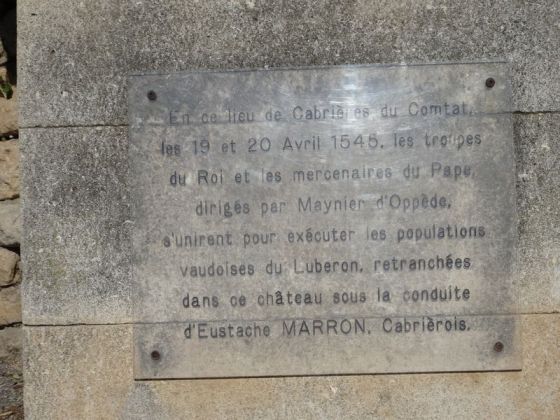 En ce lieu de Cabrières du Comtat,
les 19 et 20 Avril 1545, les troupes
du Roi et les mercenaires du Pape,
dirigés par Maynier d'Oppède,
s'unirent pour exécuter les populations
vaudoises du Luberon, retranchées
dans ce château sous la conduite
d'Eustache MARRON, Cabrièrois.